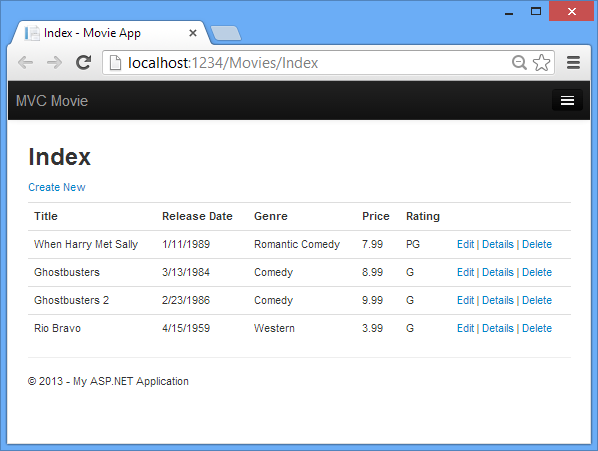 Index - Movie App
localhost:1234/Movies/Index
MVC Movie
Index
Create New
Title Release Date Genre Price Rating
When Harry Met Sally 1/11/1989 Romantic Comedy 7.99 PG Edit | Details | Delete
Ghostbusters 3/13/1984 Comedy 8.99 G Edit | Details | Delete
Ghostbusters 2 2/23/1986 Comedy 9.99 G Edit | Details | Delete
Rio Bravo 4/15/1959 Western 3.99 G Edit | Details | Delete
© 2013 - My ASP.NET Application